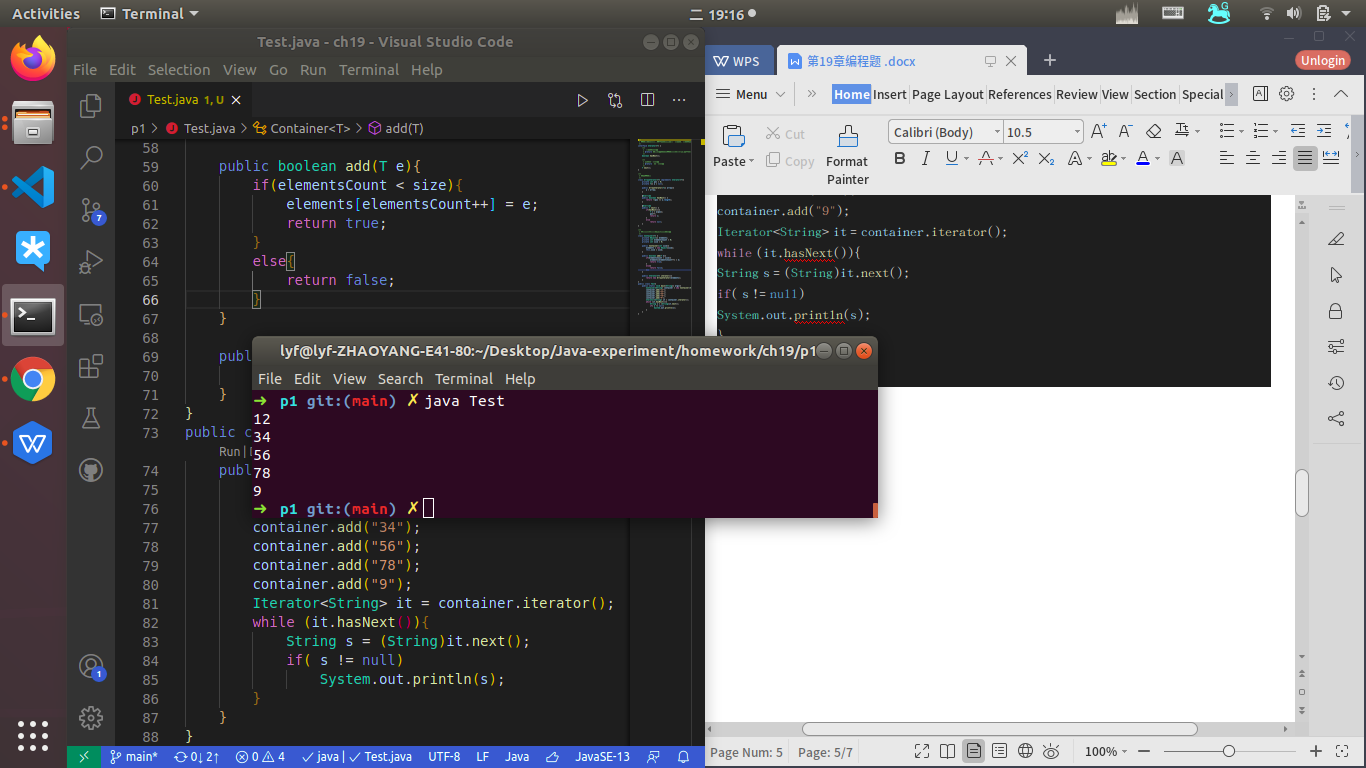 Activities Terminal 二 19:16
Test.java - ch19 - Visual Studio Code
File Edit Selection View Go Run Terminal Help
Test.java 1, U
p1 > Test.java > Container<T> > add(T)
58
59 public boolean add(T e){
60 if(elementsCount < size){
61 elements[elementsCount++] = e;
62 return true;
63 }
64 else{
65 return false;
66 }
67 }
68
69 pub
70
71 }
72 }
73 public c
Run|
74 publ
75
76
77 container.add("34");
78 container.add("56");
79 container.add("78");
80 container.add("9");
81 Iterator<String> it = container.iterator();
82 while (it.hasNext()){
83 String s = (String)it.next();
84 if( s != null)
85 System.out.println(s);
86 }
87 }
88 }
7
1
main* 0↓ 2↑ 0 4 java | Test.java UTF-8 LF Java JavaSE-13
lyf@lyf-ZHAOYANG-E41-80:~/Desktop/Java-experiment/homework/ch19/p1
File Edit View Search Terminal Help
➜ p1 git:(main) ✗ java Test
12
34
56
78
9
➜ p1 git:(main) ✗
WPS 第19章编程题 .docx Unlogin
Menu Home Insert Page Layout References Review View Section Special
Paste Cut Copy Format Painter
Calibri (Body) 10.5
container.add("9");
Iterator<String> it = container.iterator();
while (it.hasNext()){
String s = (String)it.next();
if( s != null)
System.out.println(s);
}
Page Num: 5 Page: 5/7 100%